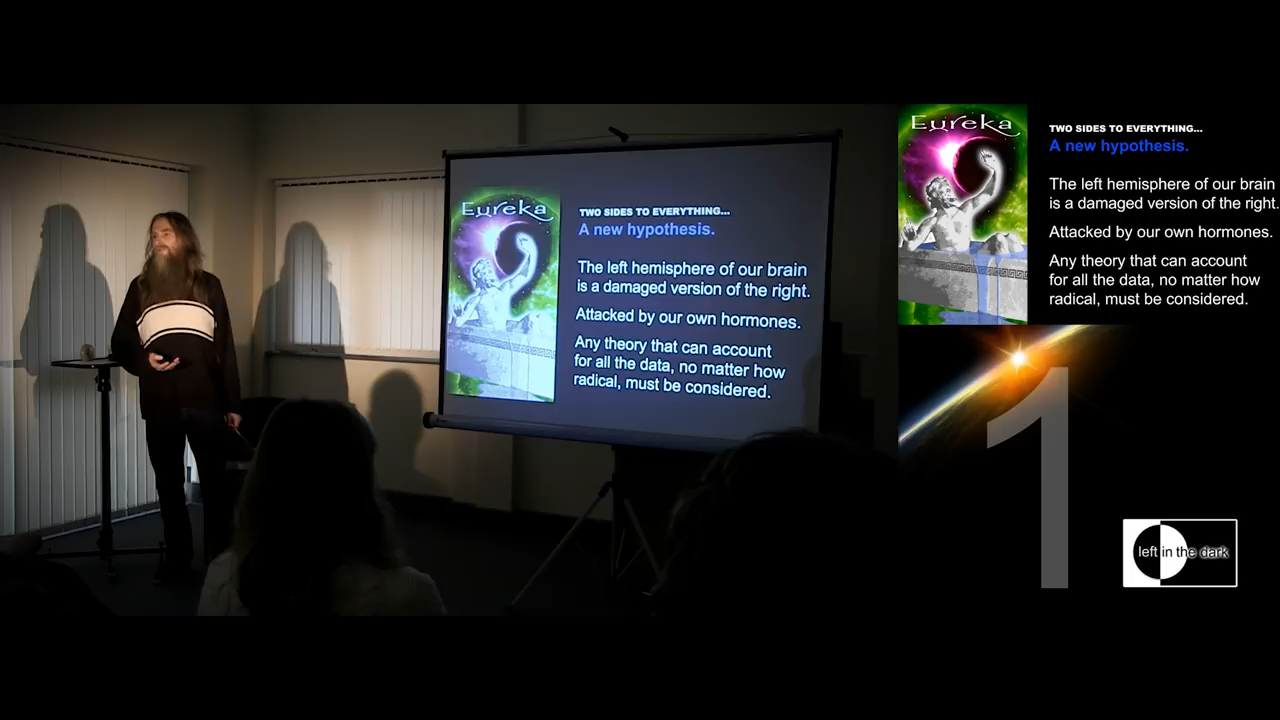 Eureka
TWO SIDES TO EVERYTHING...
A new hypothesis.
The left hemisphere of our brain
is a damaged version of the right.
Attacked by our own hormones.
Any theory that can account
for all the data, no matter how
radical, must be considered.
Eureka
TWO SIDES TO EVERYTHING...
A new hypothesis.
The left hemisphere of our brain
is a damaged version of the right.
Attacked by our own hormones.
Any theory that can account
for all the data, no matter how
radical, must be considered.
1
left in the dark